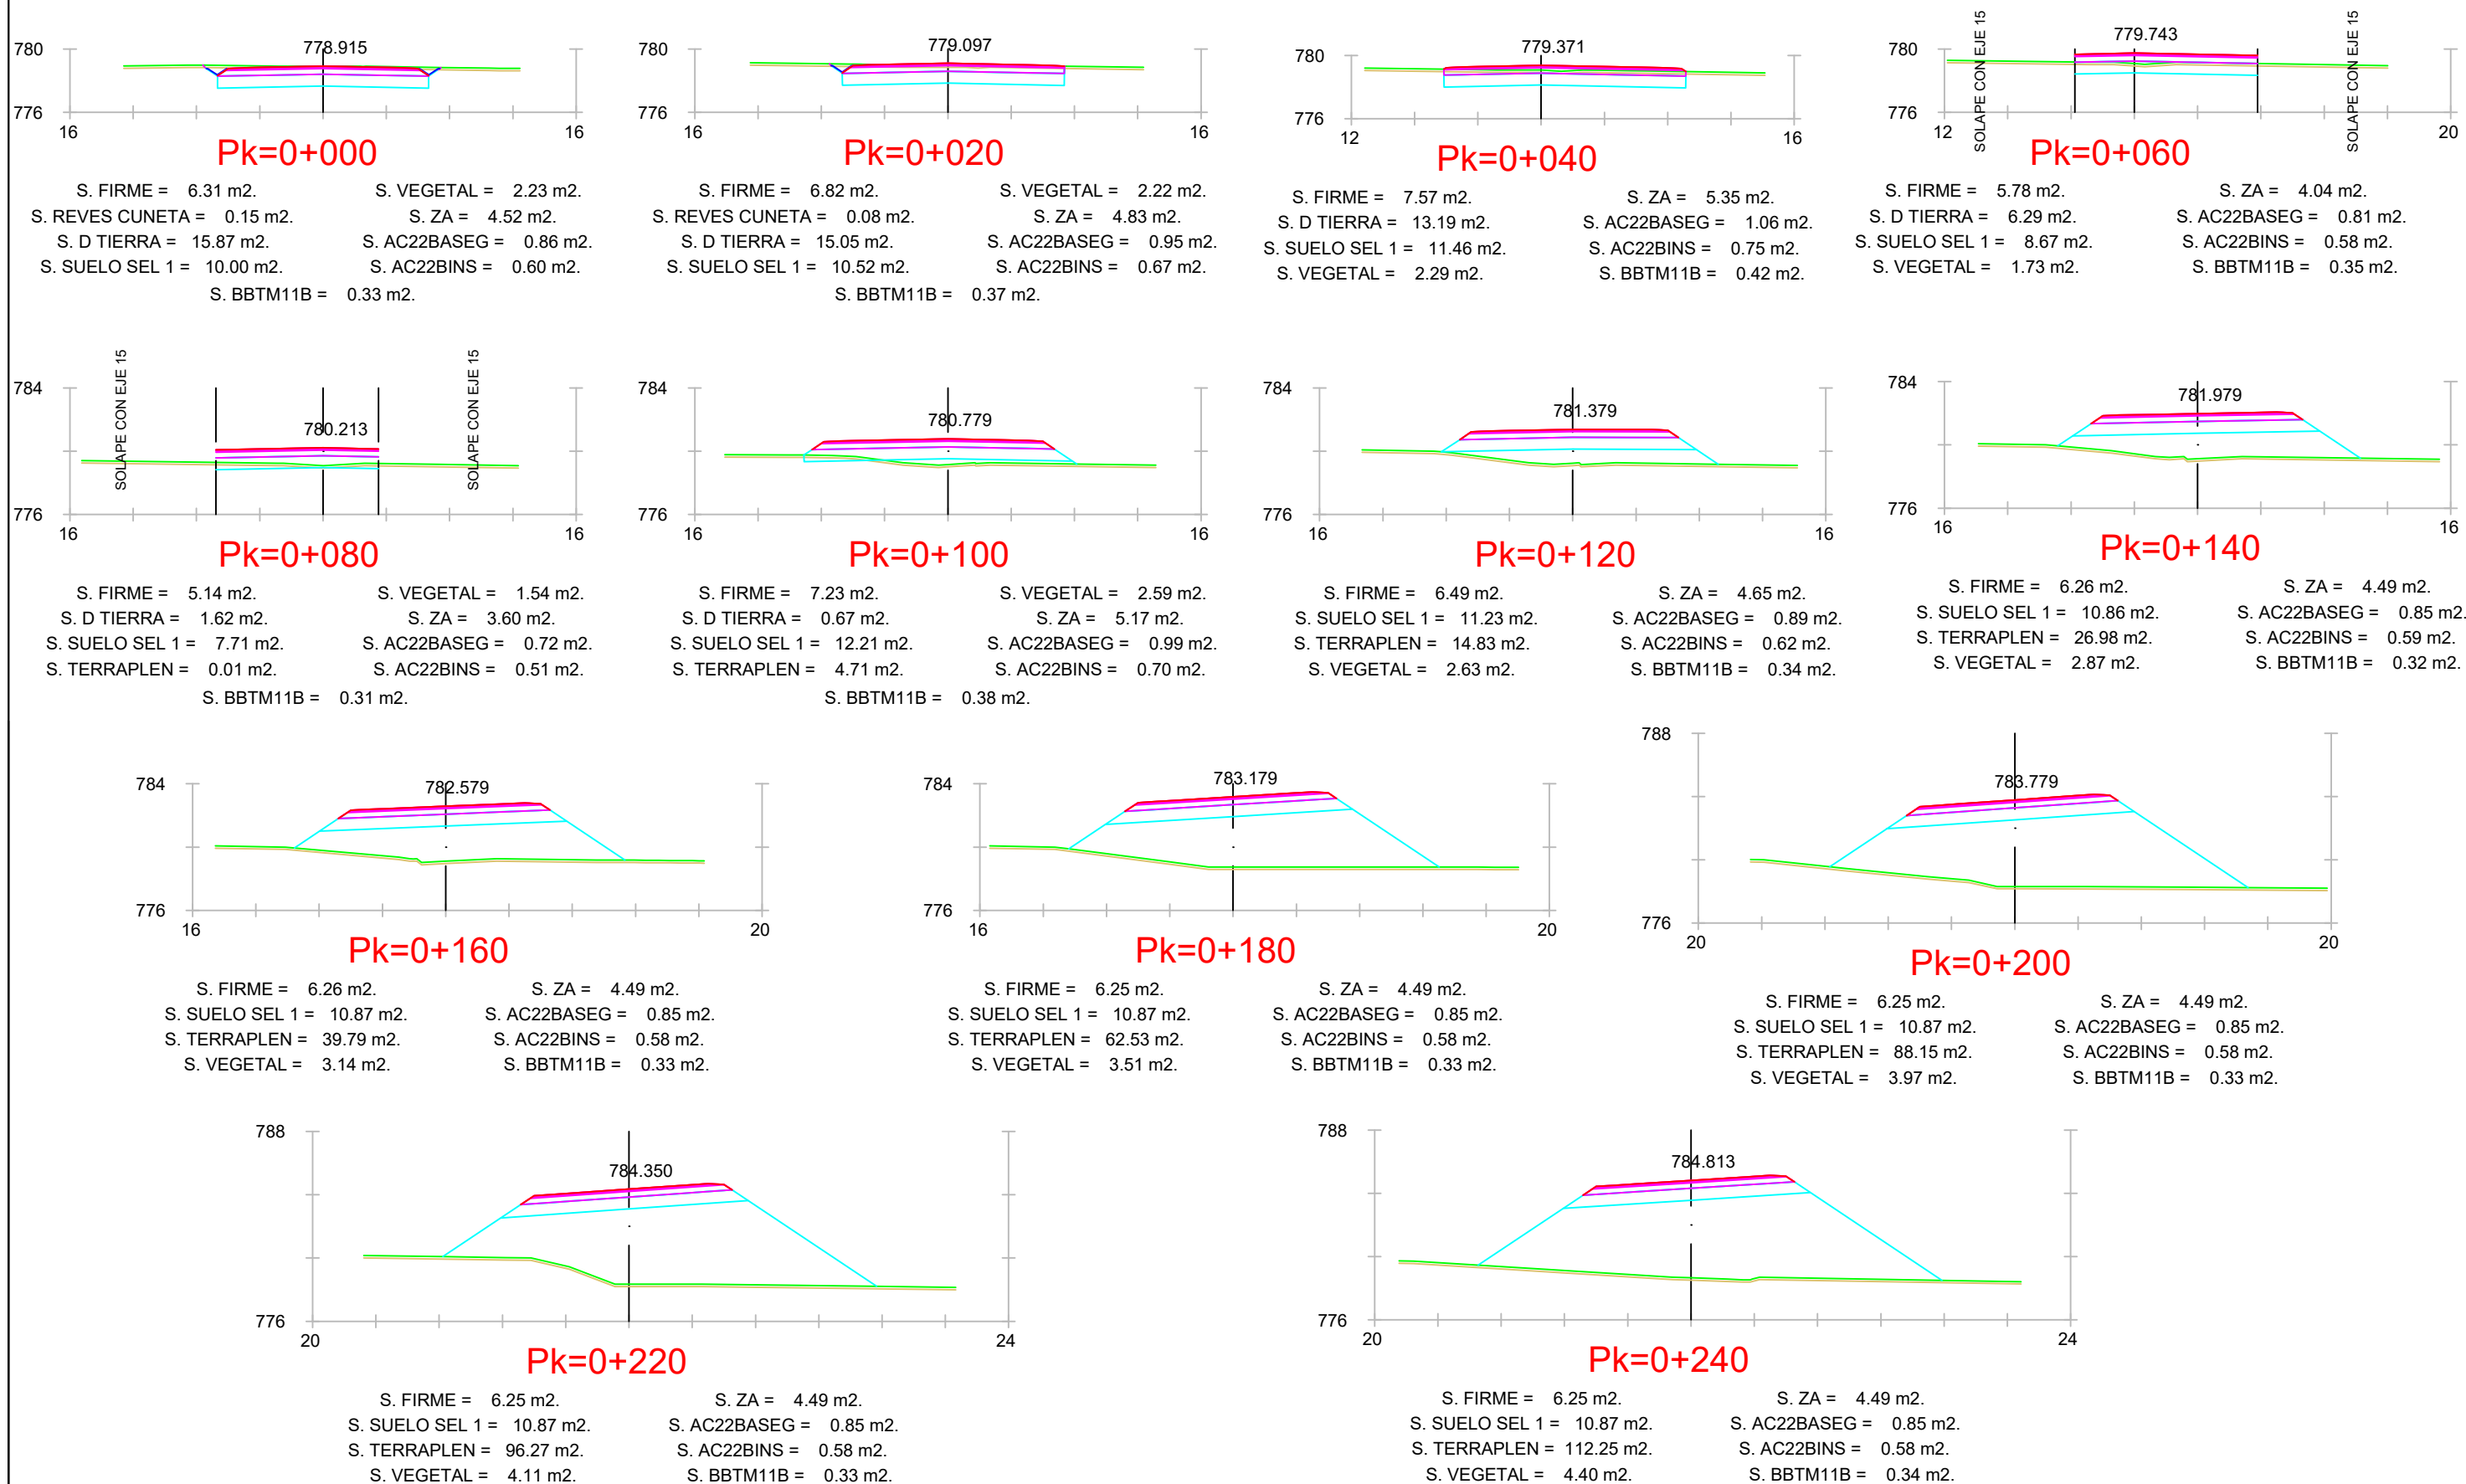 780
778.915
776
16
16
Pk=0+000
S. FIRME = 6.31 m2.
S. VEGETAL = 2.23 m2.
S. REVES CUNETA = 0.15 m2.
S. ZA = 4.52 m2.
S. D TIERRA = 15.87 m2.
S. AC22BASEG = 0.86 m2.
S. SUELO SEL 1 = 10.00 m2.
S. AC22BINS = 0.60 m2.
S. BBTM11B = 0.33 m2.
780
779.097
776
16
16
Pk=0+020
S. FIRME = 6.82 m2.
S. VEGETAL = 2.22 m2.
S. REVES CUNETA = 0.08 m2.
S. ZA = 4.83 m2.
S. D TIERRA = 15.05 m2.
S. AC22BASEG = 0.95 m2.
S. SUELO SEL 1 = 10.52 m2.
S. AC22BINS = 0.67 m2.
S. BBTM11B = 0.37 m2.
780
779.371
776
12
16
Pk=0+040
S. FIRME = 7.57 m2.
S. ZA = 5.35 m2.
S. D TIERRA = 13.19 m2.
S. AC22BASEG = 1.06 m2.
S. SUELO SEL 1 = 11.46 m2.
S. AC22BINS = 0.75 m2.
S. VEGETAL = 2.29 m2.
S. BBTM11B = 0.42 m2.
780
SOLAPE CON EJE 15
779.743
SOLAPE CON EJE 15
776
12
20
Pk=0+060
S. FIRME = 5.78 m2.
S. ZA = 4.04 m2.
S. D TIERRA = 6.29 m2.
S. AC22BASEG = 0.81 m2.
S. SUELO SEL 1 = 8.67 m2.
S. AC22BINS = 0.58 m2.
S. VEGETAL = 1.73 m2.
S. BBTM11B = 0.35 m2.
784
SOLAPE CON EJE 15
780.213
SOLAPE CON EJE 15
776
16
16
Pk=0+080
S. FIRME = 5.14 m2.
S. VEGETAL = 1.54 m2.
S. D TIERRA = 1.62 m2.
S. ZA = 3.60 m2.
S. SUELO SEL 1 = 7.71 m2.
S. AC22BASEG = 0.72 m2.
S. TERRAPLEN = 0.01 m2.
S. AC22BINS = 0.51 m2.
S. BBTM11B = 0.31 m2.
784
780.779
776
16
16
Pk=0+100
S. FIRME = 7.23 m2.
S. VEGETAL = 2.59 m2.
S. D TIERRA = 0.67 m2.
S. ZA = 5.17 m2.
S. SUELO SEL 1 = 12.21 m2.
S. AC22BASEG = 0.99 m2.
S. TERRAPLEN = 4.71 m2.
S. AC22BINS = 0.70 m2.
S. BBTM11B = 0.38 m2.
784
781.379
776
16
16
Pk=0+120
S. FIRME = 6.49 m2.
S. ZA = 4.65 m2.
S. SUELO SEL 1 = 11.23 m2.
S. AC22BASEG = 0.89 m2.
S. TERRAPLEN = 14.83 m2.
S. AC22BINS = 0.62 m2.
S. VEGETAL = 2.63 m2.
S. BBTM11B = 0.34 m2.
784
781.979
776
16
16
Pk=0+140
S. FIRME = 6.26 m2.
S. ZA = 4.49 m2.
S. SUELO SEL 1 = 10.86 m2.
S. AC22BASEG = 0.85 m2.
S. TERRAPLEN = 26.98 m2.
S. AC22BINS = 0.59 m2.
S. VEGETAL = 2.87 m2.
S. BBTM11B = 0.32 m2.
784
782.579
776
16
20
Pk=0+160
S. FIRME = 6.26 m2.
S. ZA = 4.49 m2.
S. SUELO SEL 1 = 10.87 m2.
S. AC22BASEG = 0.85 m2.
S. TERRAPLEN = 39.79 m2.
S. AC22BINS = 0.58 m2.
S. VEGETAL = 3.14 m2.
S. BBTM11B = 0.33 m2.
784
783.179
776
16
20
Pk=0+180
S. FIRME = 6.25 m2.
S. ZA = 4.49 m2.
S. SUELO SEL 1 = 10.87 m2.
S. AC22BASEG = 0.85 m2.
S. TERRAPLEN = 62.53 m2.
S. AC22BINS = 0.58 m2.
S. VEGETAL = 3.51 m2.
S. BBTM11B = 0.33 m2.
788
783.779
776
20
20
Pk=0+200
S. FIRME = 6.25 m2.
S. ZA = 4.49 m2.
S. SUELO SEL 1 = 10.87 m2.
S. AC22BASEG = 0.85 m2.
S. TERRAPLEN = 88.15 m2.
S. AC22BINS = 0.58 m2.
S. VEGETAL = 3.97 m2.
S. BBTM11B = 0.33 m2.
788
784.350
776
20
24
Pk=0+220
S. FIRME = 6.25 m2.
S. ZA = 4.49 m2.
S. SUELO SEL 1 = 10.87 m2.
S. AC22BASEG = 0.85 m2.
S. TERRAPLEN = 96.27 m2.
S. AC22BINS = 0.58 m2.
S. VEGETAL = 4.11 m2.
S. BBTM11B = 0.33 m2.
788
784.813
776
20
24
Pk=0+240
S. FIRME = 6.25 m2.
S. ZA = 4.49 m2.
S. SUELO SEL 1 = 10.87 m2.
S. AC22BASEG = 0.85 m2.
S. TERRAPLEN = 112.25 m2.
S. AC22BINS = 0.58 m2.
S. VEGETAL = 4.40 m2.
S. BBTM11B = 0.34 m2.